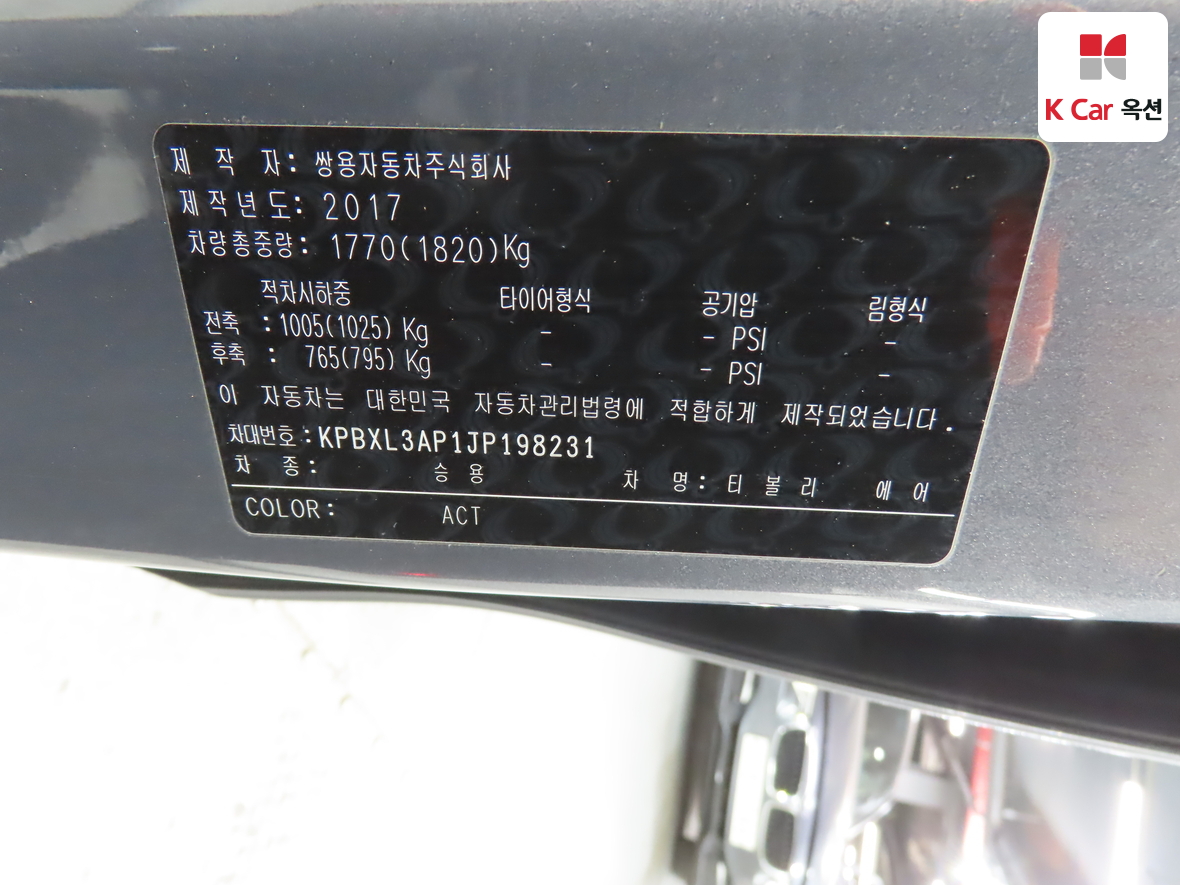 K Car 옥션
제 작 자: 쌍용자동차주식회사
제작년도: 2017
차량총중량: 1770(1820)Kg
적차시하중 타이어형식 공기압 림형식
전축 : 1005(1025) Kg - - PSI -
후축 : 765(795) Kg - - PSI -
이 자동차는 대한민국 자동차관리법령에 적합하게 제작되었습니다.
차대번호 : KPBXL3AP1JP198231
차 종: 승 용 차 명: 티 볼 리 에 어
COLOR: ACT